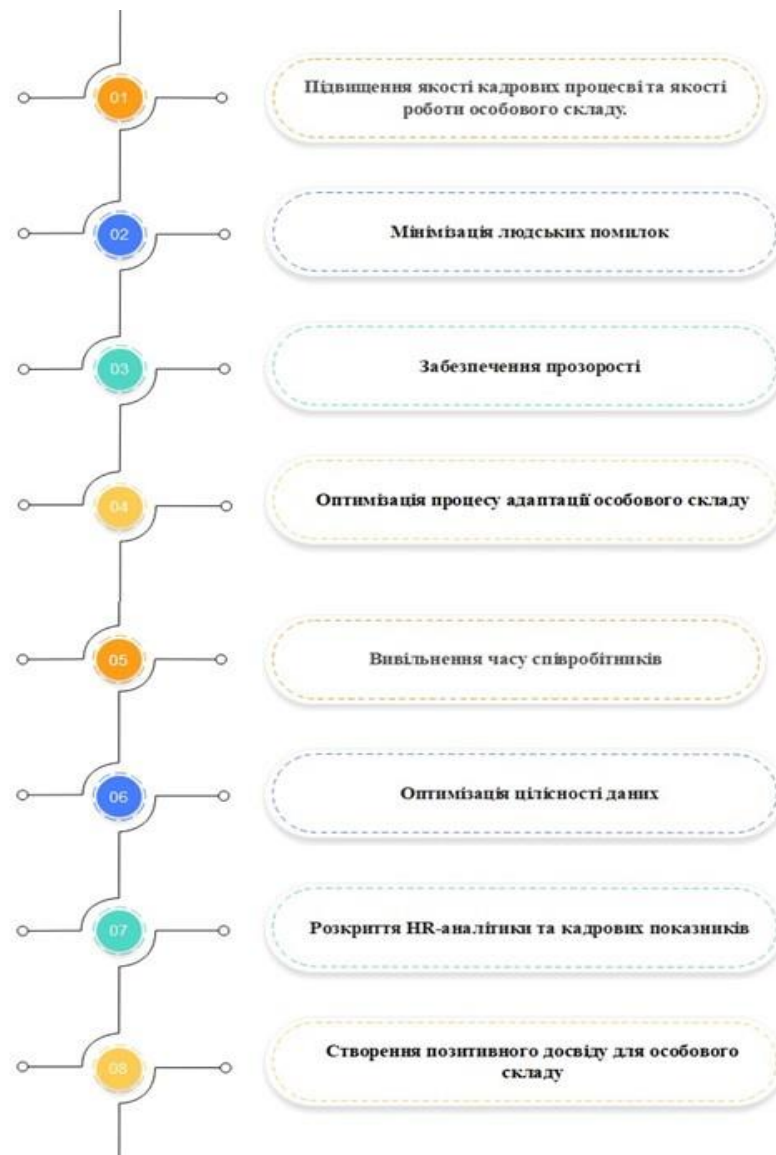 01
Підвищення якості кадрових процесві та якості
роботи особового складу.
02
Мінімізація людських помилок
03
Забезпечення прозорості
04
Оптимізація процесу адаптації особового складу
05
Вивільнення часу співробітників
06
Оптимізація цілісності даних
07
Розкриття HR-аналітики та кадрових показників
08
Створення позитивного досвіду для особового
складу